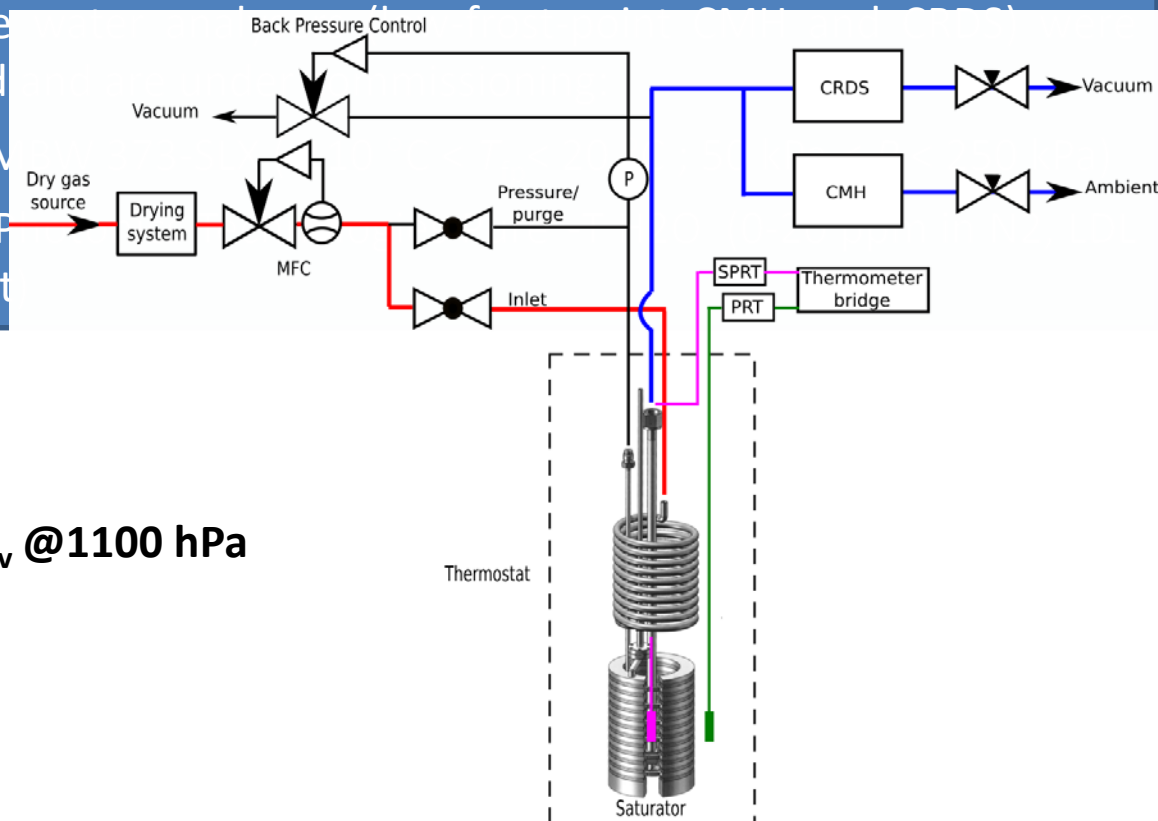 Back Pressure Control
CRDS
Vacuum
Vacuum
P
CMH
Ambient
Dry gas
source
Drying
system
Pressure/
purge
MFC
Inlet
SPRT
PRT
Thermometer
bridge
v @1100 hPa
Thermostat
Saturator